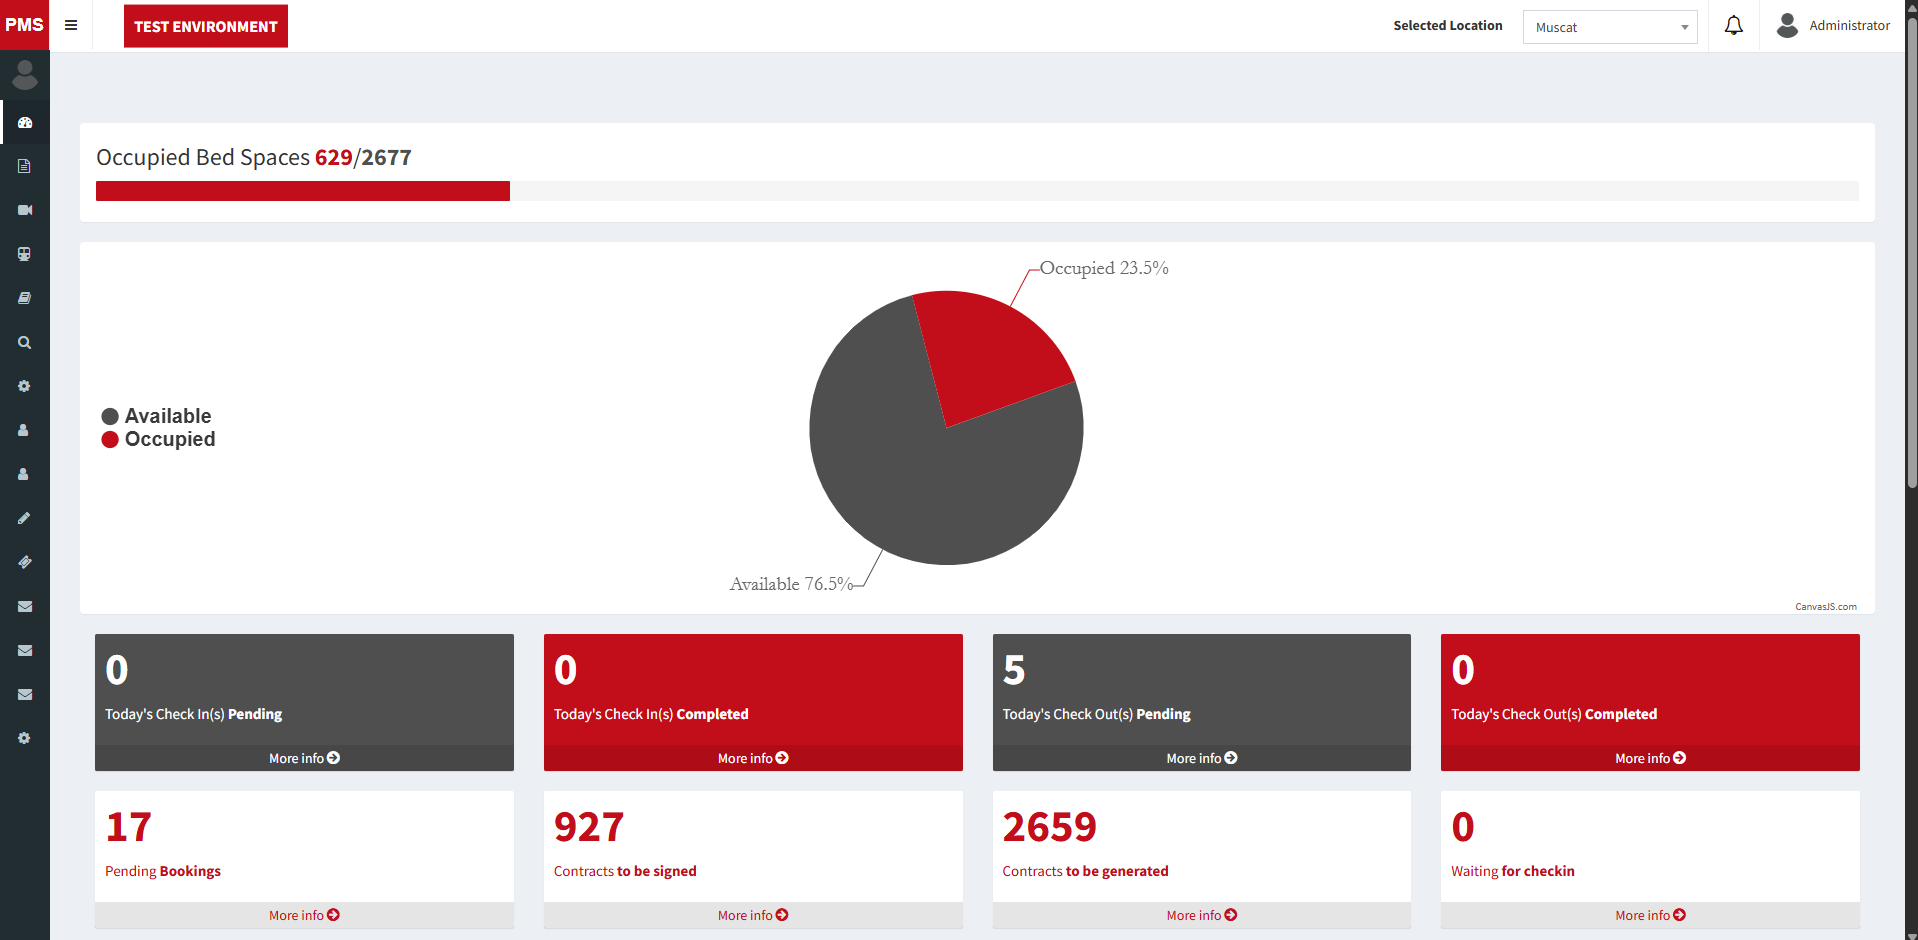 PMS
TEST ENVIRONMENT
Selected Location
Muscat
Administrator
Occupied Bed Spaces 629/2677
Occupied 23.5%
Available
Occupied
Available 76.5%
CanvasJS.com
0
Today's Check In(s) Pending
More info
0
Today's Check In(s) Completed
More info
5
Today's Check Out(s) Pending
More info
0
Today's Check Out(s) Completed
More info
17
Pending Bookings
More info
927
Contracts to be signed
More info
2659
Contracts to be generated
More info
0
Waiting for checkin
More info